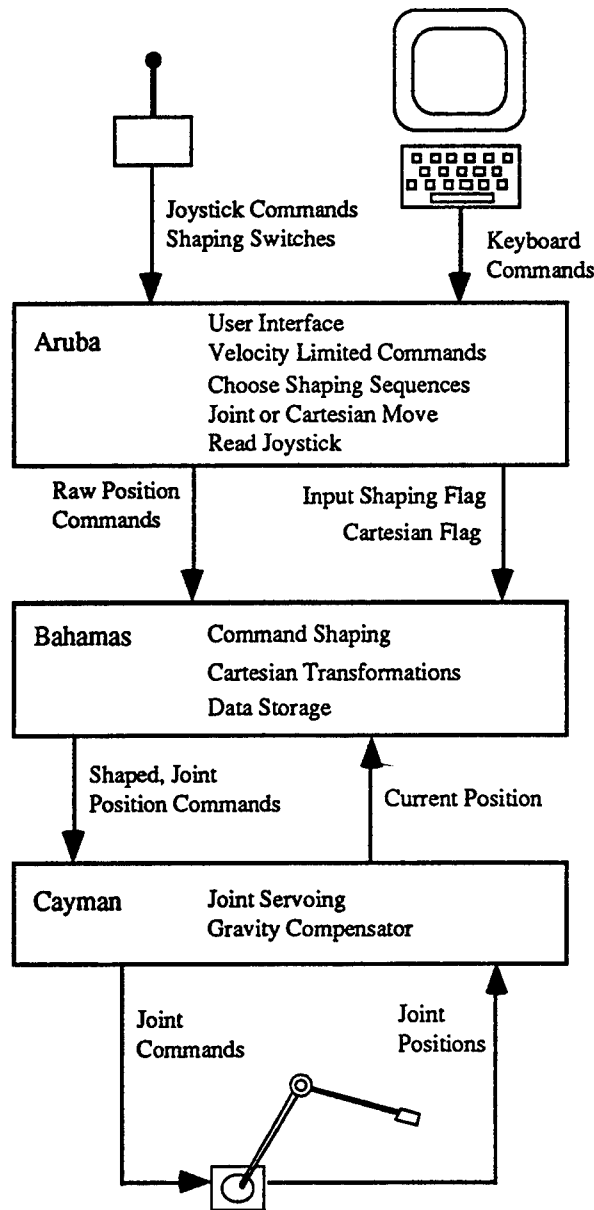 Joystick Commands
Shaping Switches
Keyboard
Commands
Aruba
User Interface
Velocity Limited Commands
Choose Shaping Sequences
Joint or Cartesian Move
Read Joystick
Raw Position
Commands
Input Shaping Flag
Cartesian Flag
Bahamas
Command Shaping
Cartesian Transformations
Data Storage
Shaped, Joint
Position Commands
Current Position
Cayman
Joint Servoing
Gravity Compensator
Joint
Commands
Joint
Positions